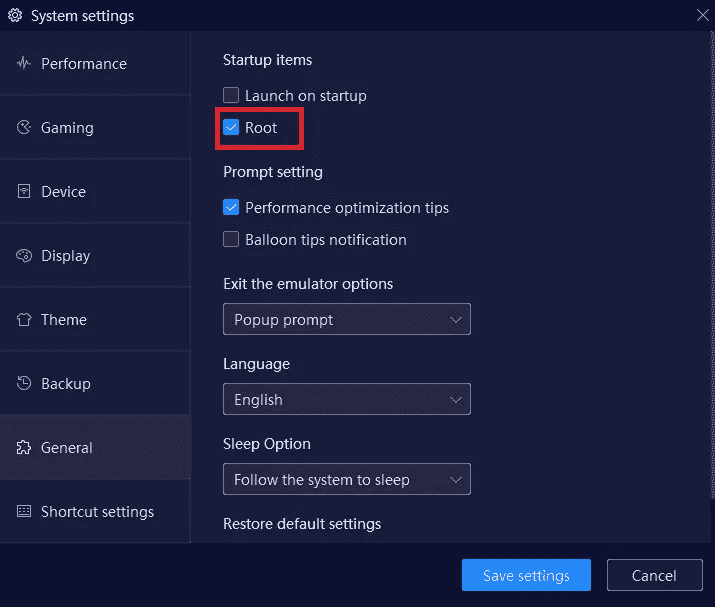 System settings
Performance
Gaming
Device
Display
Theme
Backup
General
Shortcut settings
Startup items
Launch on startup
Root
Prompt setting
Performance optimization tips
Balloon tips notification
Exit the emulator options
Popup prompt
Language
English
Sleep Option
Follow the system to sleep
Restore default settings
Save settings
Cancel